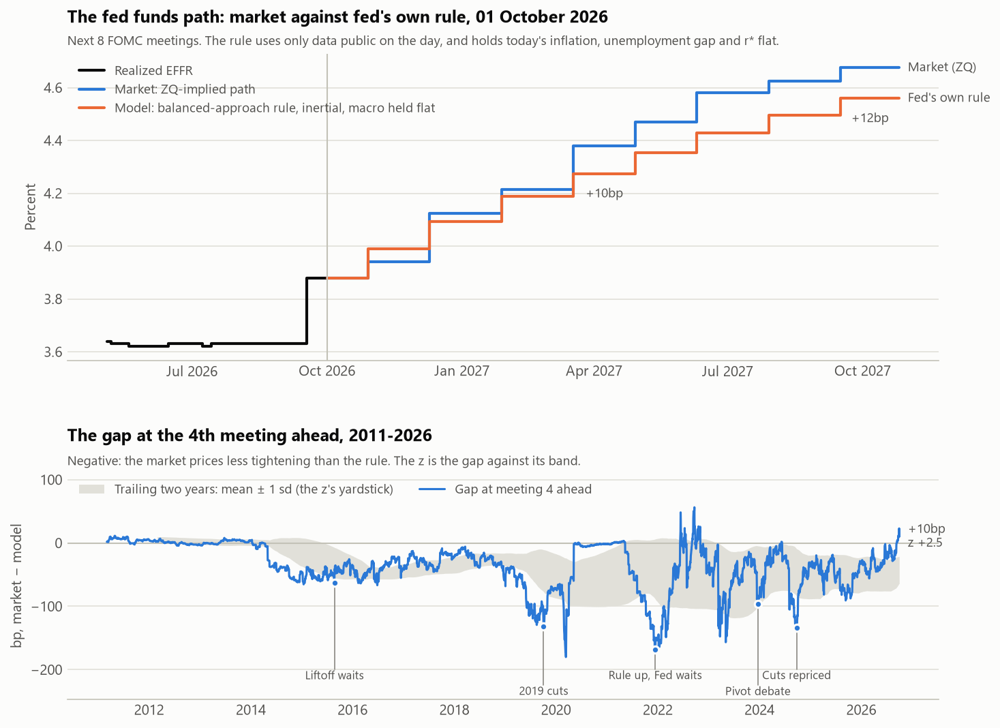 The fed funds path: market against fed's own rule, 01 October 2026
Next 8 FOMC meetings. The rule uses only data public on the day, and holds today's inflation, unemployment gap and r* flat.
Realized EFFR
Market: ZQ-implied path
Model: balanced-approach rule, inertial, macro held flat
Market (ZQ)
Fed's own rule
+12bp
+10bp
Percent
4.6
4.4
4.2
4.0
3.8
3.6
Jul 2026
Oct 2026
Jan 2027
Apr 2027
Jul 2027
Oct 2027
The gap at the 4th meeting ahead, 2011-2026
Negative: the market prices less tightening than the rule. The z is the gap against its band.
Trailing two years: mean ± 1 sd (the z's yardstick)
Gap at meeting 4 ahead
bp, market − model
100
0
−100
−200
+10bp
z +2.5
Liftoff waits
2019 cuts
Rule up, Fed waits
Pivot debate
Cuts repriced
2012
2014
2016
2018
2020
2022
2024
2026